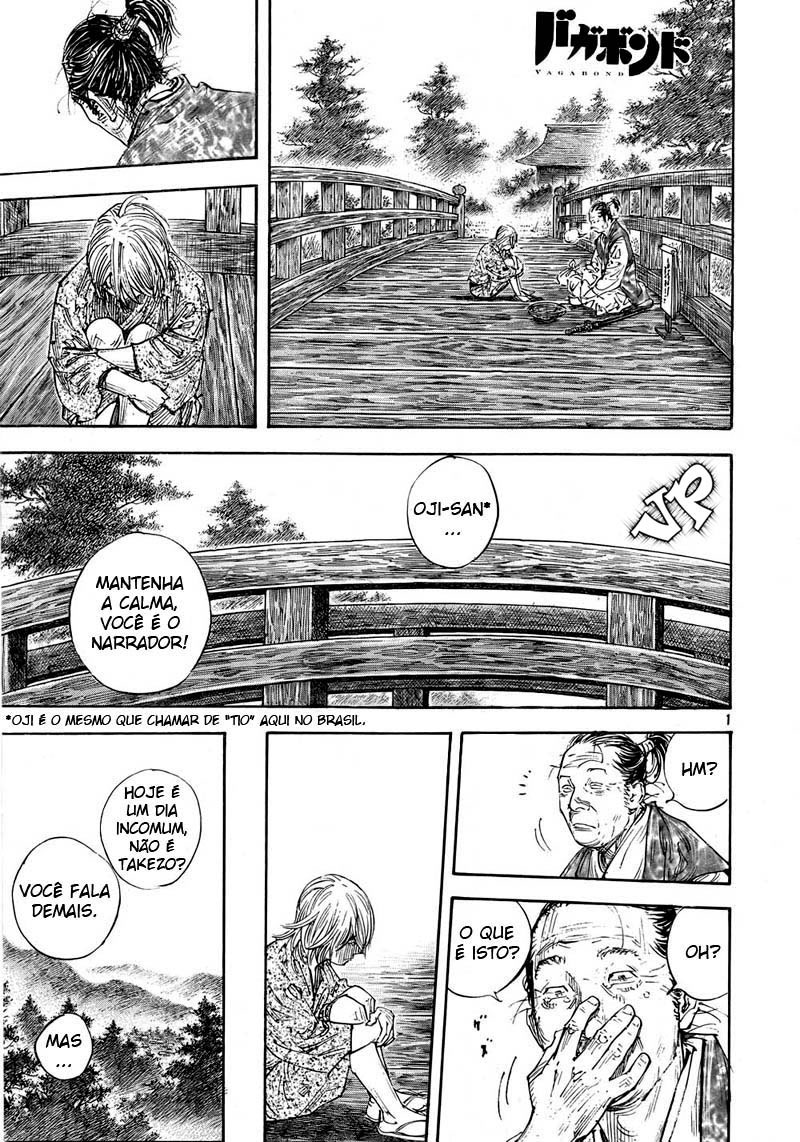 バガボンド
VAGABOND
OJI-SAN*
...
MANTENHA
A CALMA,
VOCÊ É O
NARRADOR!
*OJI É O MESMO QUE CHAMAR DE "TIO" AQUI NO BRASIL.
1
HM?
OH?
O QUE
É ISTO?
HOJE É
UM DIA
INCOMUM,
NÃO É
TAKEZO?
VOCÊ FALA
DEMAIS.
MAS
...